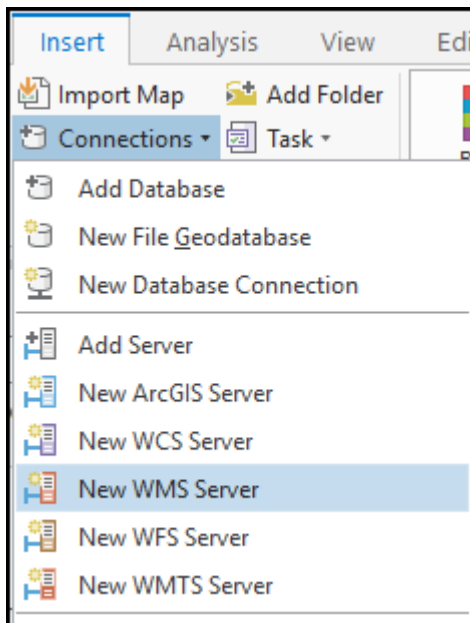 Insert Analysis View Edi
Import Map Add Folder
Connections Task
Add Database
New File Geodatabase
New Database Connection
Add Server
New ArcGIS Server
New WCS Server
New WMS Server
New WFS Server
New WMTS Server